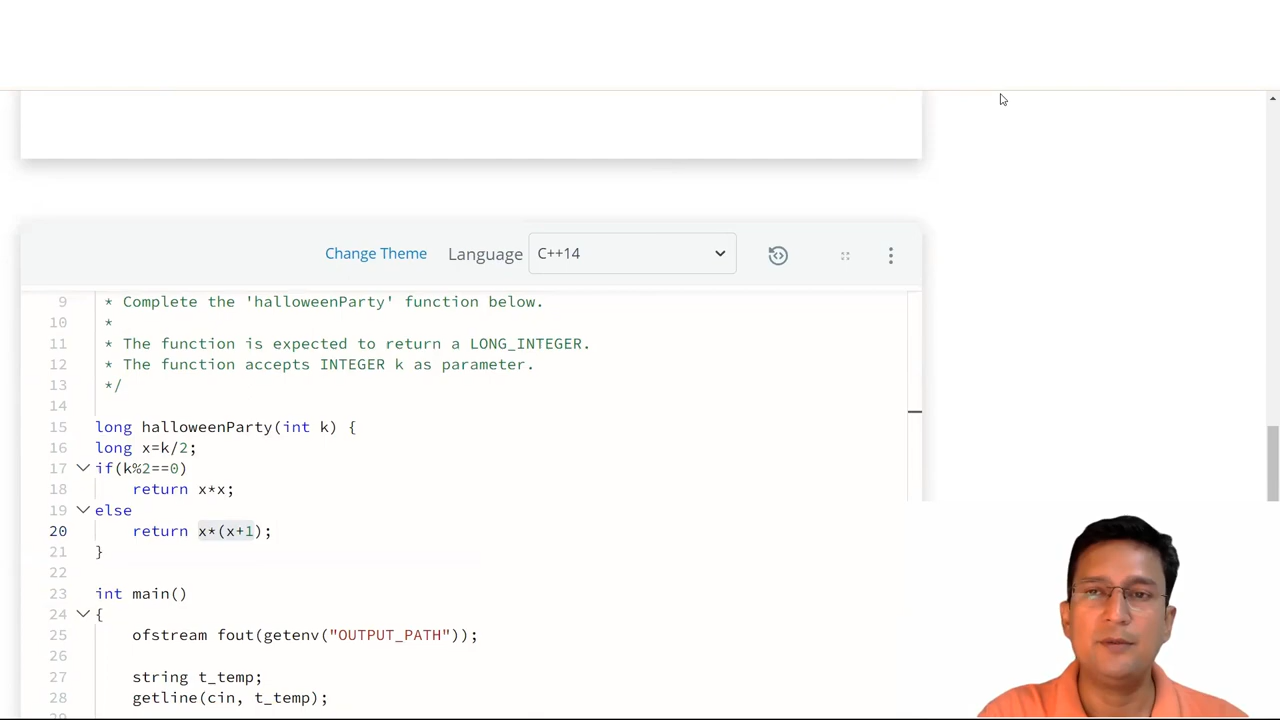 Change Theme Language C++14
9 * Complete the 'halloweenParty' function below.
10 *
11 * The function is expected to return a LONG_INTEGER.
12 * The function accepts INTEGER k as parameter.
13 */
14
15 long halloweenParty(int k) {
16 long x=k/2;
17 if(k%2==0)
18 return x*x;
19 else
20 return x*(x+1);
21 }
22
23 int main()
24 {
25 ofstream fout(getenv("OUTPUT_PATH"));
26
27 string t_temp;
28 getline(cin, t_temp);